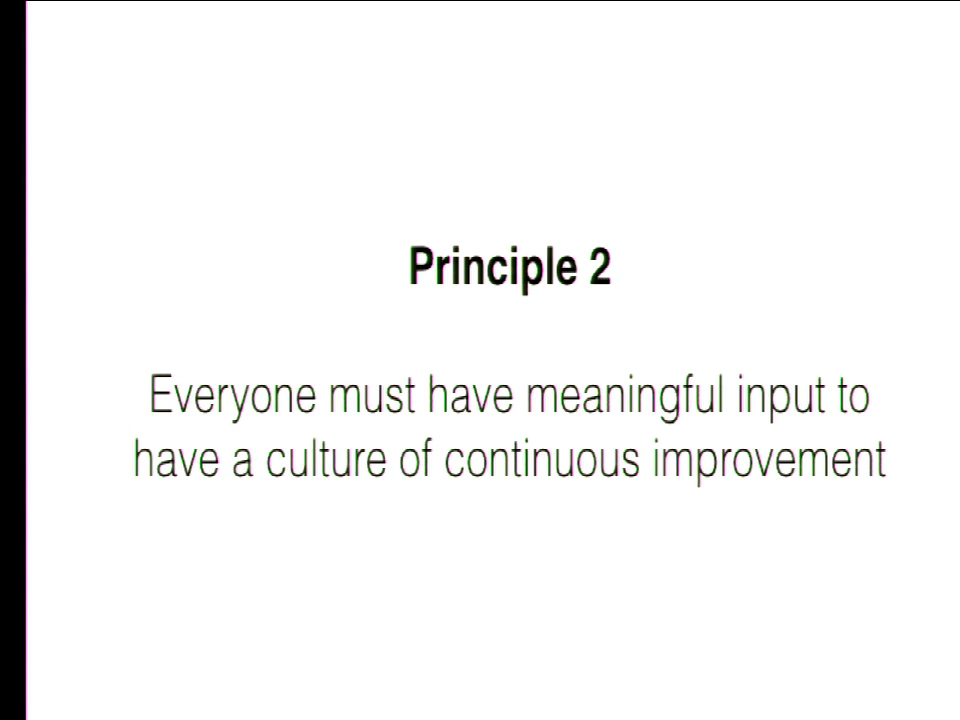 Principle 2
Everyone must have meaningful input to
have a culture of continuous improvement